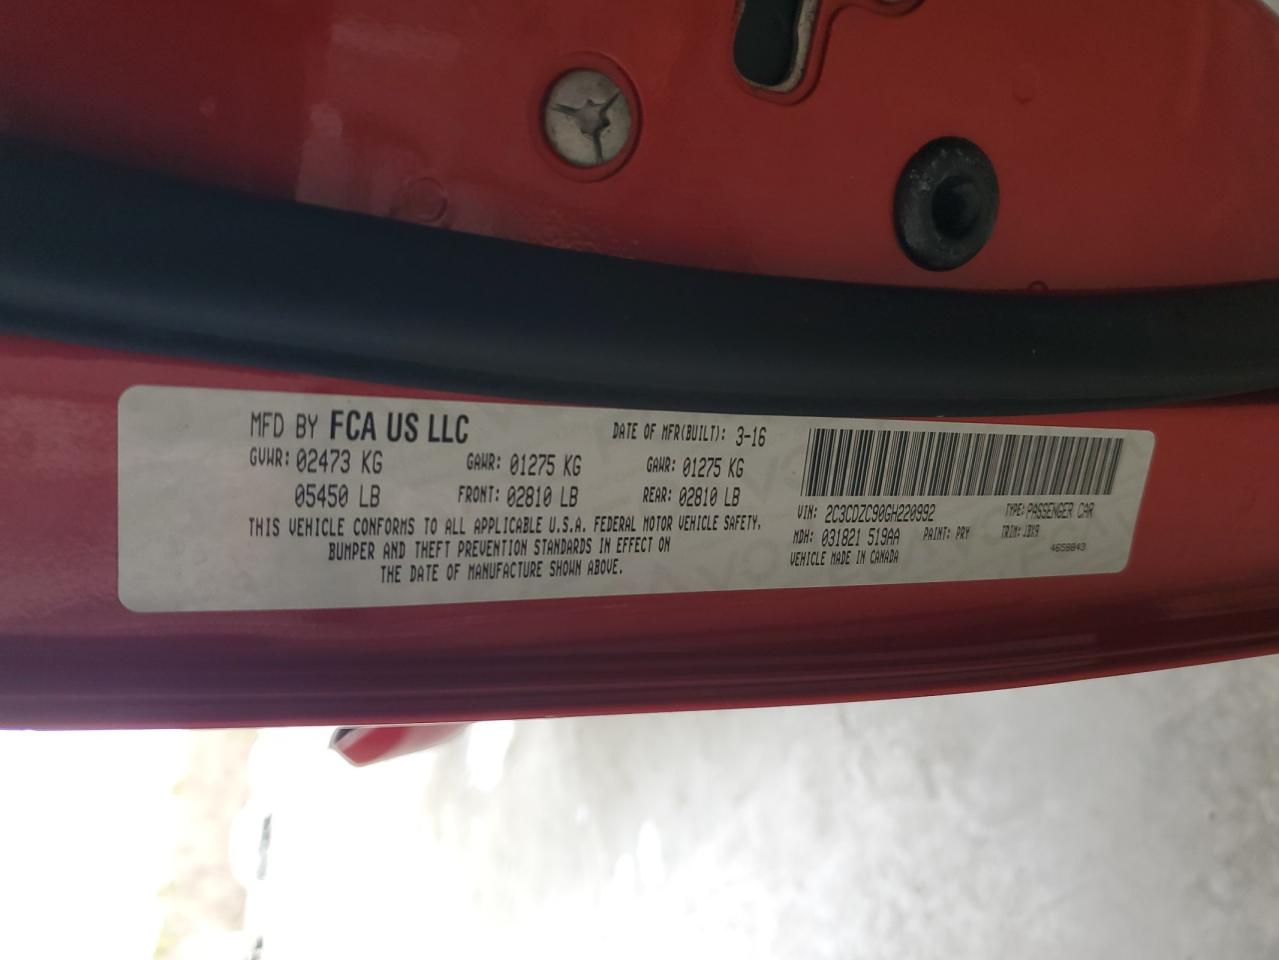 MFD BY FCA US LLC
DATE OF MFR(BUILT): 3-16
GVWR: 02473 KG
GAWR: 01275 KG
GAWR: 01275 KG
05450 LB
FRONT: 02810 LB
REAR: 02810 LB
THIS VEHICLE CONFORMS TO ALL APPLICABLE U.S.A. FEDERAL MOTOR VEHICLE SAFETY,
BUMPER AND THEFT PREVENTION STANDARDS IN EFFECT ON
THE DATE OF MANUFACTURE SHOWN ABOVE.
VIN: 2C3CDZC90GH220992
TYPE: PASSENGER CAR
MDH: 031821 519AA
PAINT: PRY
TRIM: JBX9
VEHICLE MADE IN CANADA
4658843